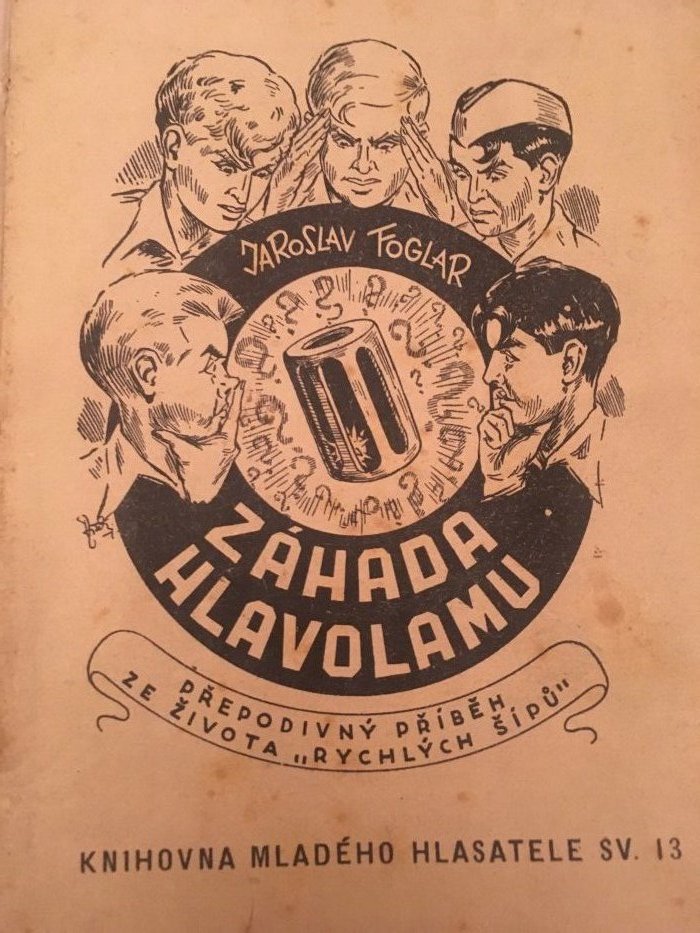 JAROSLAV FOGLAR
ZÁHADA
HLAVOLAMU
PŘEPODIVNÝ PŘÍBĚH
ZE ŽIVOTA „RYCHLÝCH ŠÍPŮ"
KNIHOVNA MLADÉHO HLASATELE SV. 13